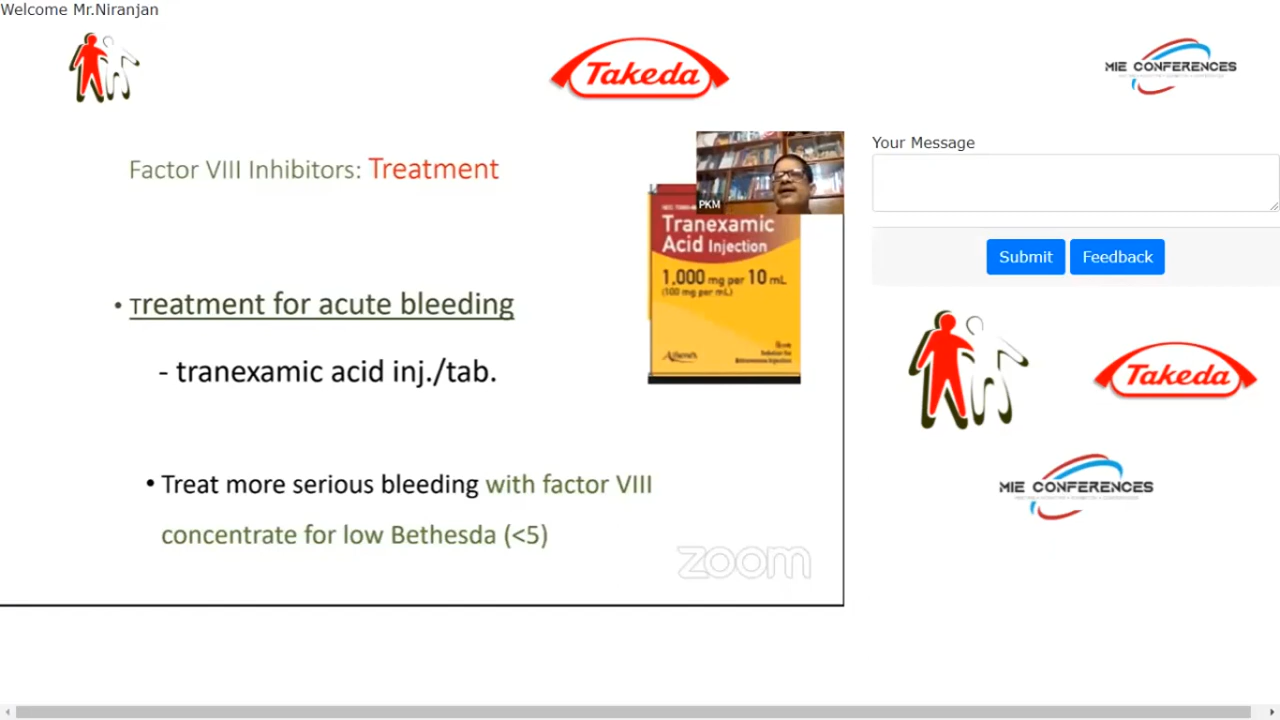 Welcome Mr.Niranjan
Takeda
MIE CONFERENCES
Factor VIII Inhibitors: Treatment
PKM
Tranexamic
Acid Injection
1,000 mg per 10 mL
(100 mg per mL)
• Treatment for acute bleeding
- tranexamic acid inj./tab.
• Treat more serious bleeding with factor VIII
concentrate for low Bethesda (<5)
zoom
Your Message
Submit
Feedback
Takeda
MIE CONFERENCES